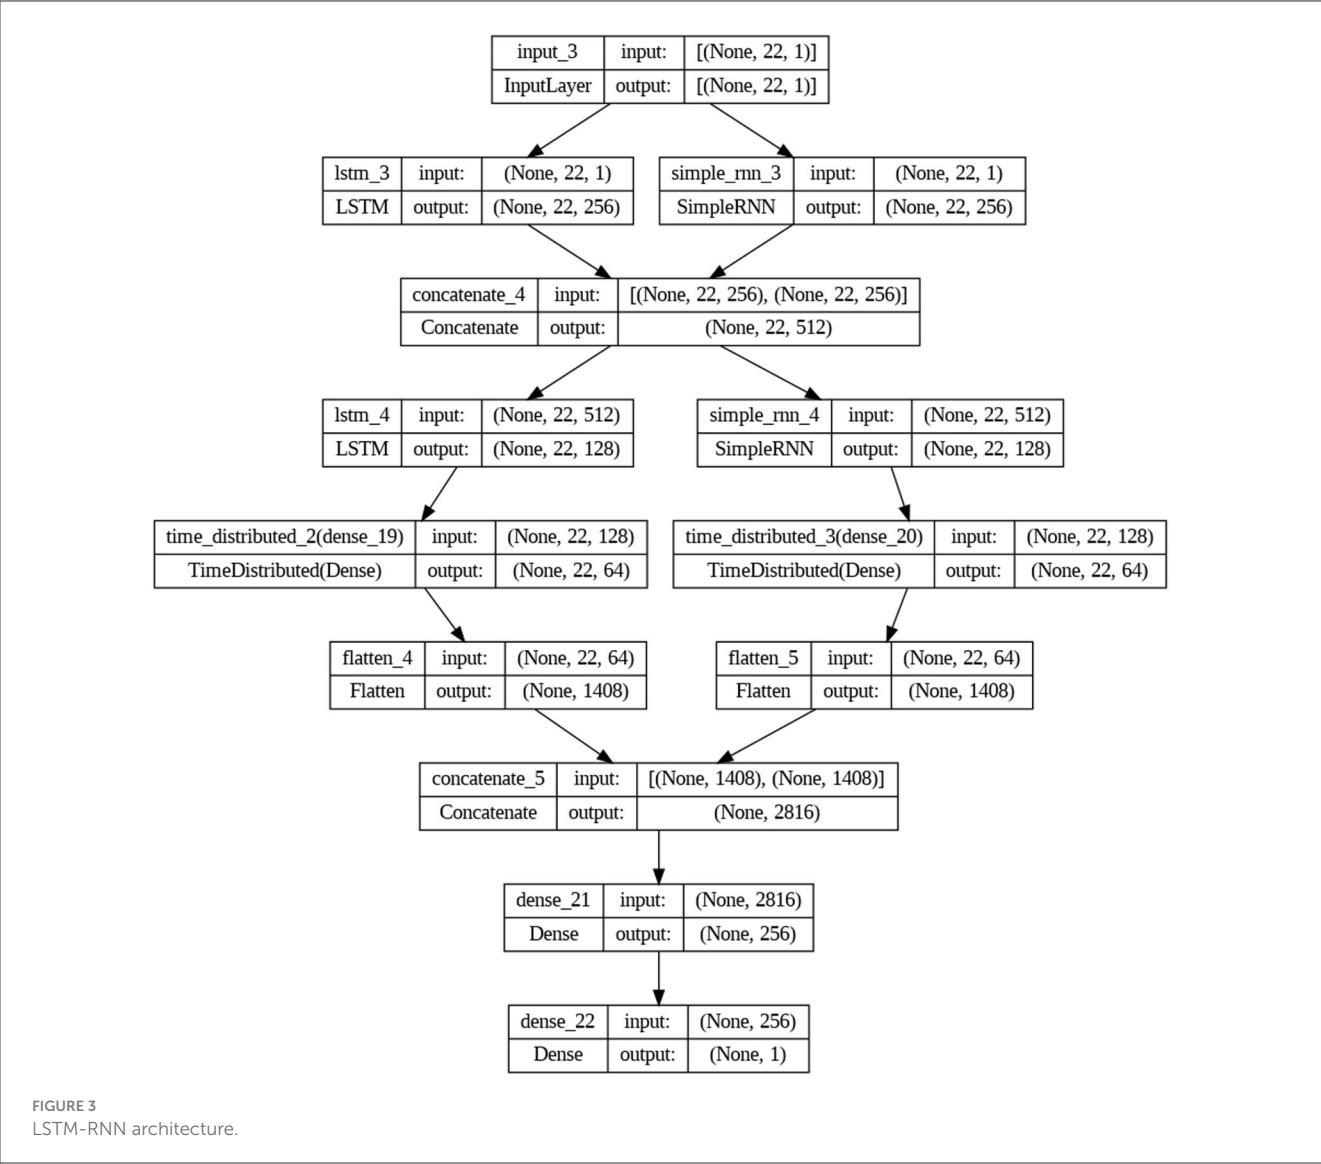 input_3 input: [(None, 22, 1)]
InputLayer output: [(None, 22, 1)]
lstm_3 input: (None, 22, 1)
LSTM output: (None, 22, 256)
simple_rnn_3 input: (None, 22, 1)
SimpleRNN output: (None, 22, 256)
concatenate_4 input: [(None, 22, 256), (None, 22, 256)]
Concatenate output: (None, 22, 512)
lstm_4 input: (None, 22, 512)
LSTM output: (None, 22, 128)
simple_rnn_4 input: (None, 22, 512)
SimpleRNN output: (None, 22, 128)
time_distributed_2(dense_19) input: (None, 22, 128)
TimeDistributed(Dense) output: (None, 22, 64)
time_distributed_3(dense_20) input: (None, 22, 128)
TimeDistributed(Dense) output: (None, 22, 64)
flatten_4 input: (None, 22, 64)
Flatten output: (None, 1408)
flatten_5 input: (None, 22, 64)
Flatten output: (None, 1408)
concatenate_5 input: [(None, 1408), (None, 1408)]
Concatenate output: (None, 2816)
dense_21 input: (None, 2816)
Dense output: (None, 256)
dense_22 input: (None, 256)
Dense output: (None, 1)
FIGURE 3
LSTM-RNN architecture.